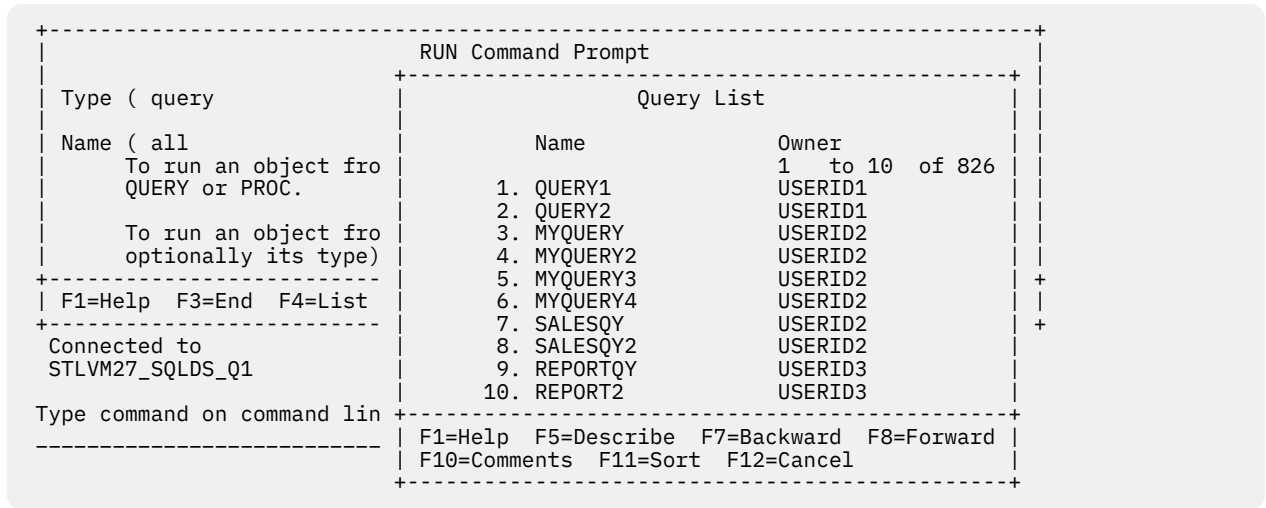 +------------------------------------------------------------------------------+
|                              RUN Command Prompt                              |
|                            +-----------------------------------------------+ |
| Type ( query               |                  Query List                   | |
|                            |                                               | |
| Name ( all                 |          Name               Owner             | |
|      To run an object fro  |                             1   to 10  of 826 | |
|      QUERY or PROC.        |       1. QUERY1             USERID1           | |
|                            |       2. QUERY2             USERID1           | |
|      To run an object fro  |       3. MYQUERY            USERID2           | |
|      optionally its type)  |       4. MYQUERY2           USERID2           | |
+--------------------------- |       5. MYQUERY3           USERID2           | +
| F1=Help  F3=End  F4=List   |       6. MYQUERY4           USERID2           | |
+--------------------------- |       7. SALESQY            USERID2           | +
 Connected to                |       8. SALESQY2           USERID2           |
 STLVM27_SQLDS_Q1            |       9. REPORTQY           USERID3           |
                             |      10. REPORT2            USERID3           |
Type command on command lin  +-----------------------------------------------+
___________________________  | F1=Help  F5=Describe  F7=Backward  F8=Forward |
                             | F10=Comments  F11=Sort  F12=Cancel            |
                             +-----------------------------------------------+